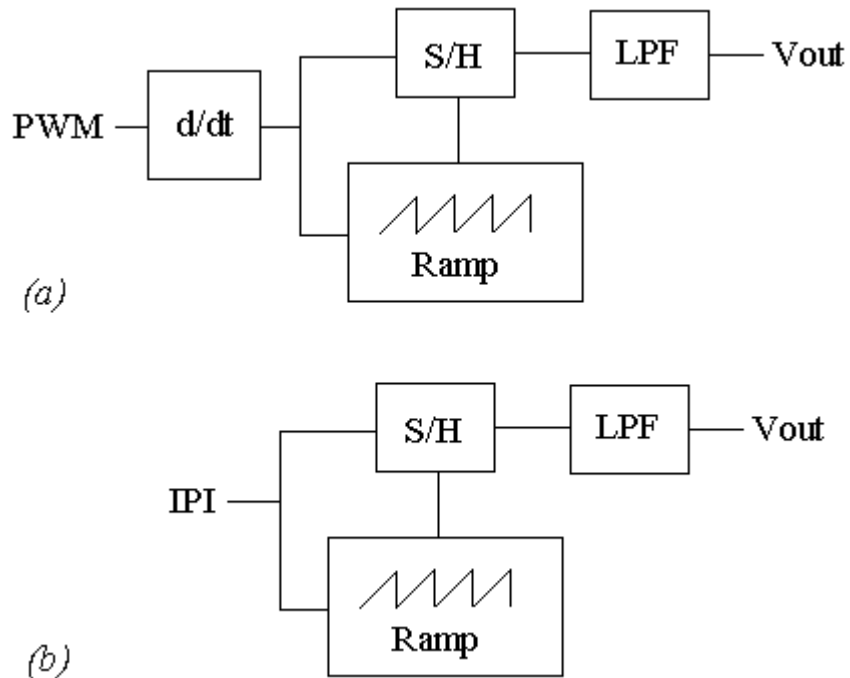 S/H
LPF
Vout
PWM
d/dt
Ramp
(a)
S/H
LPF
Vout
IPI
Ramp
(b)